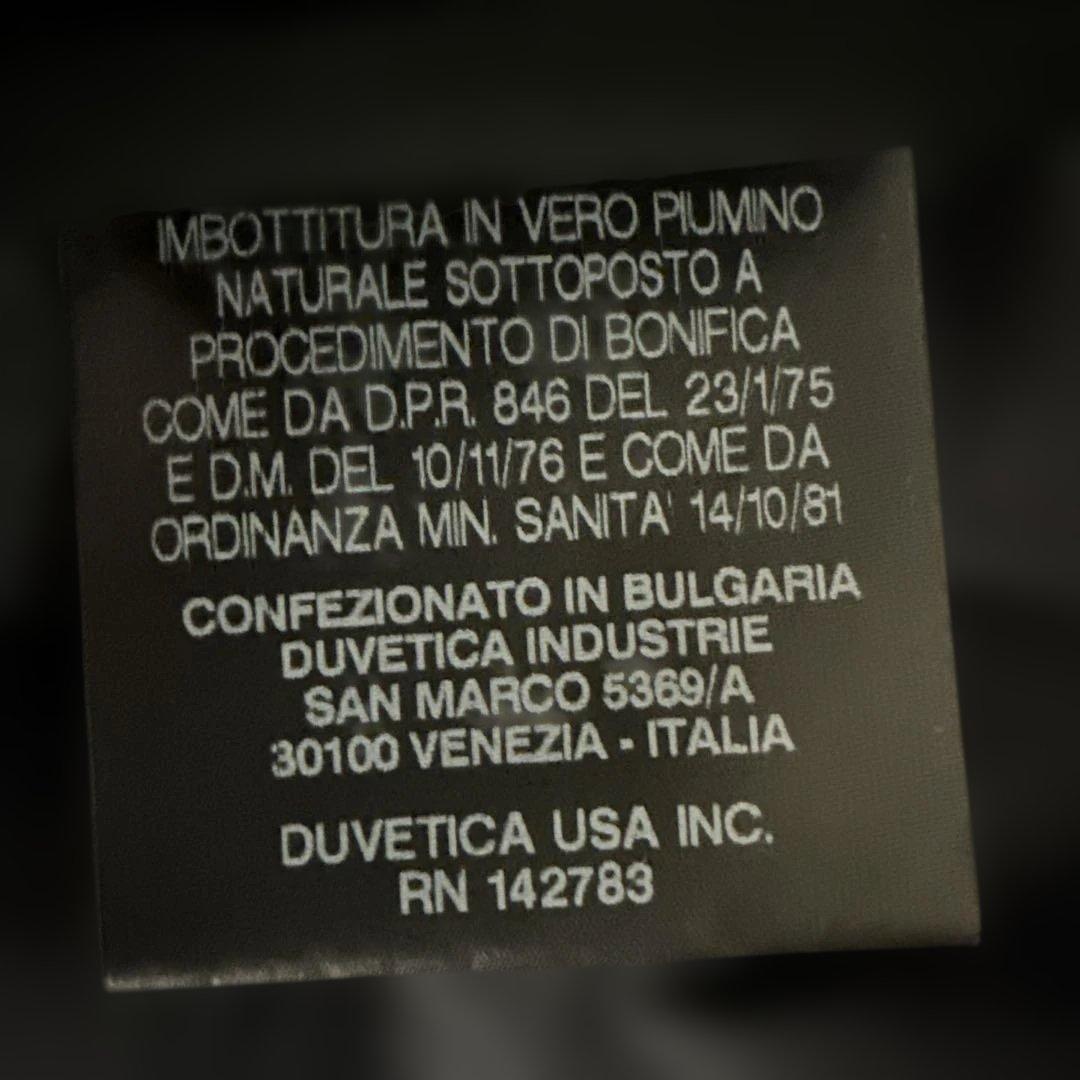 IMBOTTITURA IN VERO PIUMINO
NATURALE SOTTOPOSTO A
PROCEDIMENTO DI BONIFICA
COME DA D.P.R. 846 DEL 23/1/75
E D.M. DEL 10/11/76 E COME DA
ORDINANZA MIN. SANITA' 14/10/81
CONFEZIONATO IN BULGARIA
DUVETICA INDUSTRIE
SAN MARCO 5369/A
30100 VENEZIA - ITALIA
DUVETICA USA INC.
RN 142783